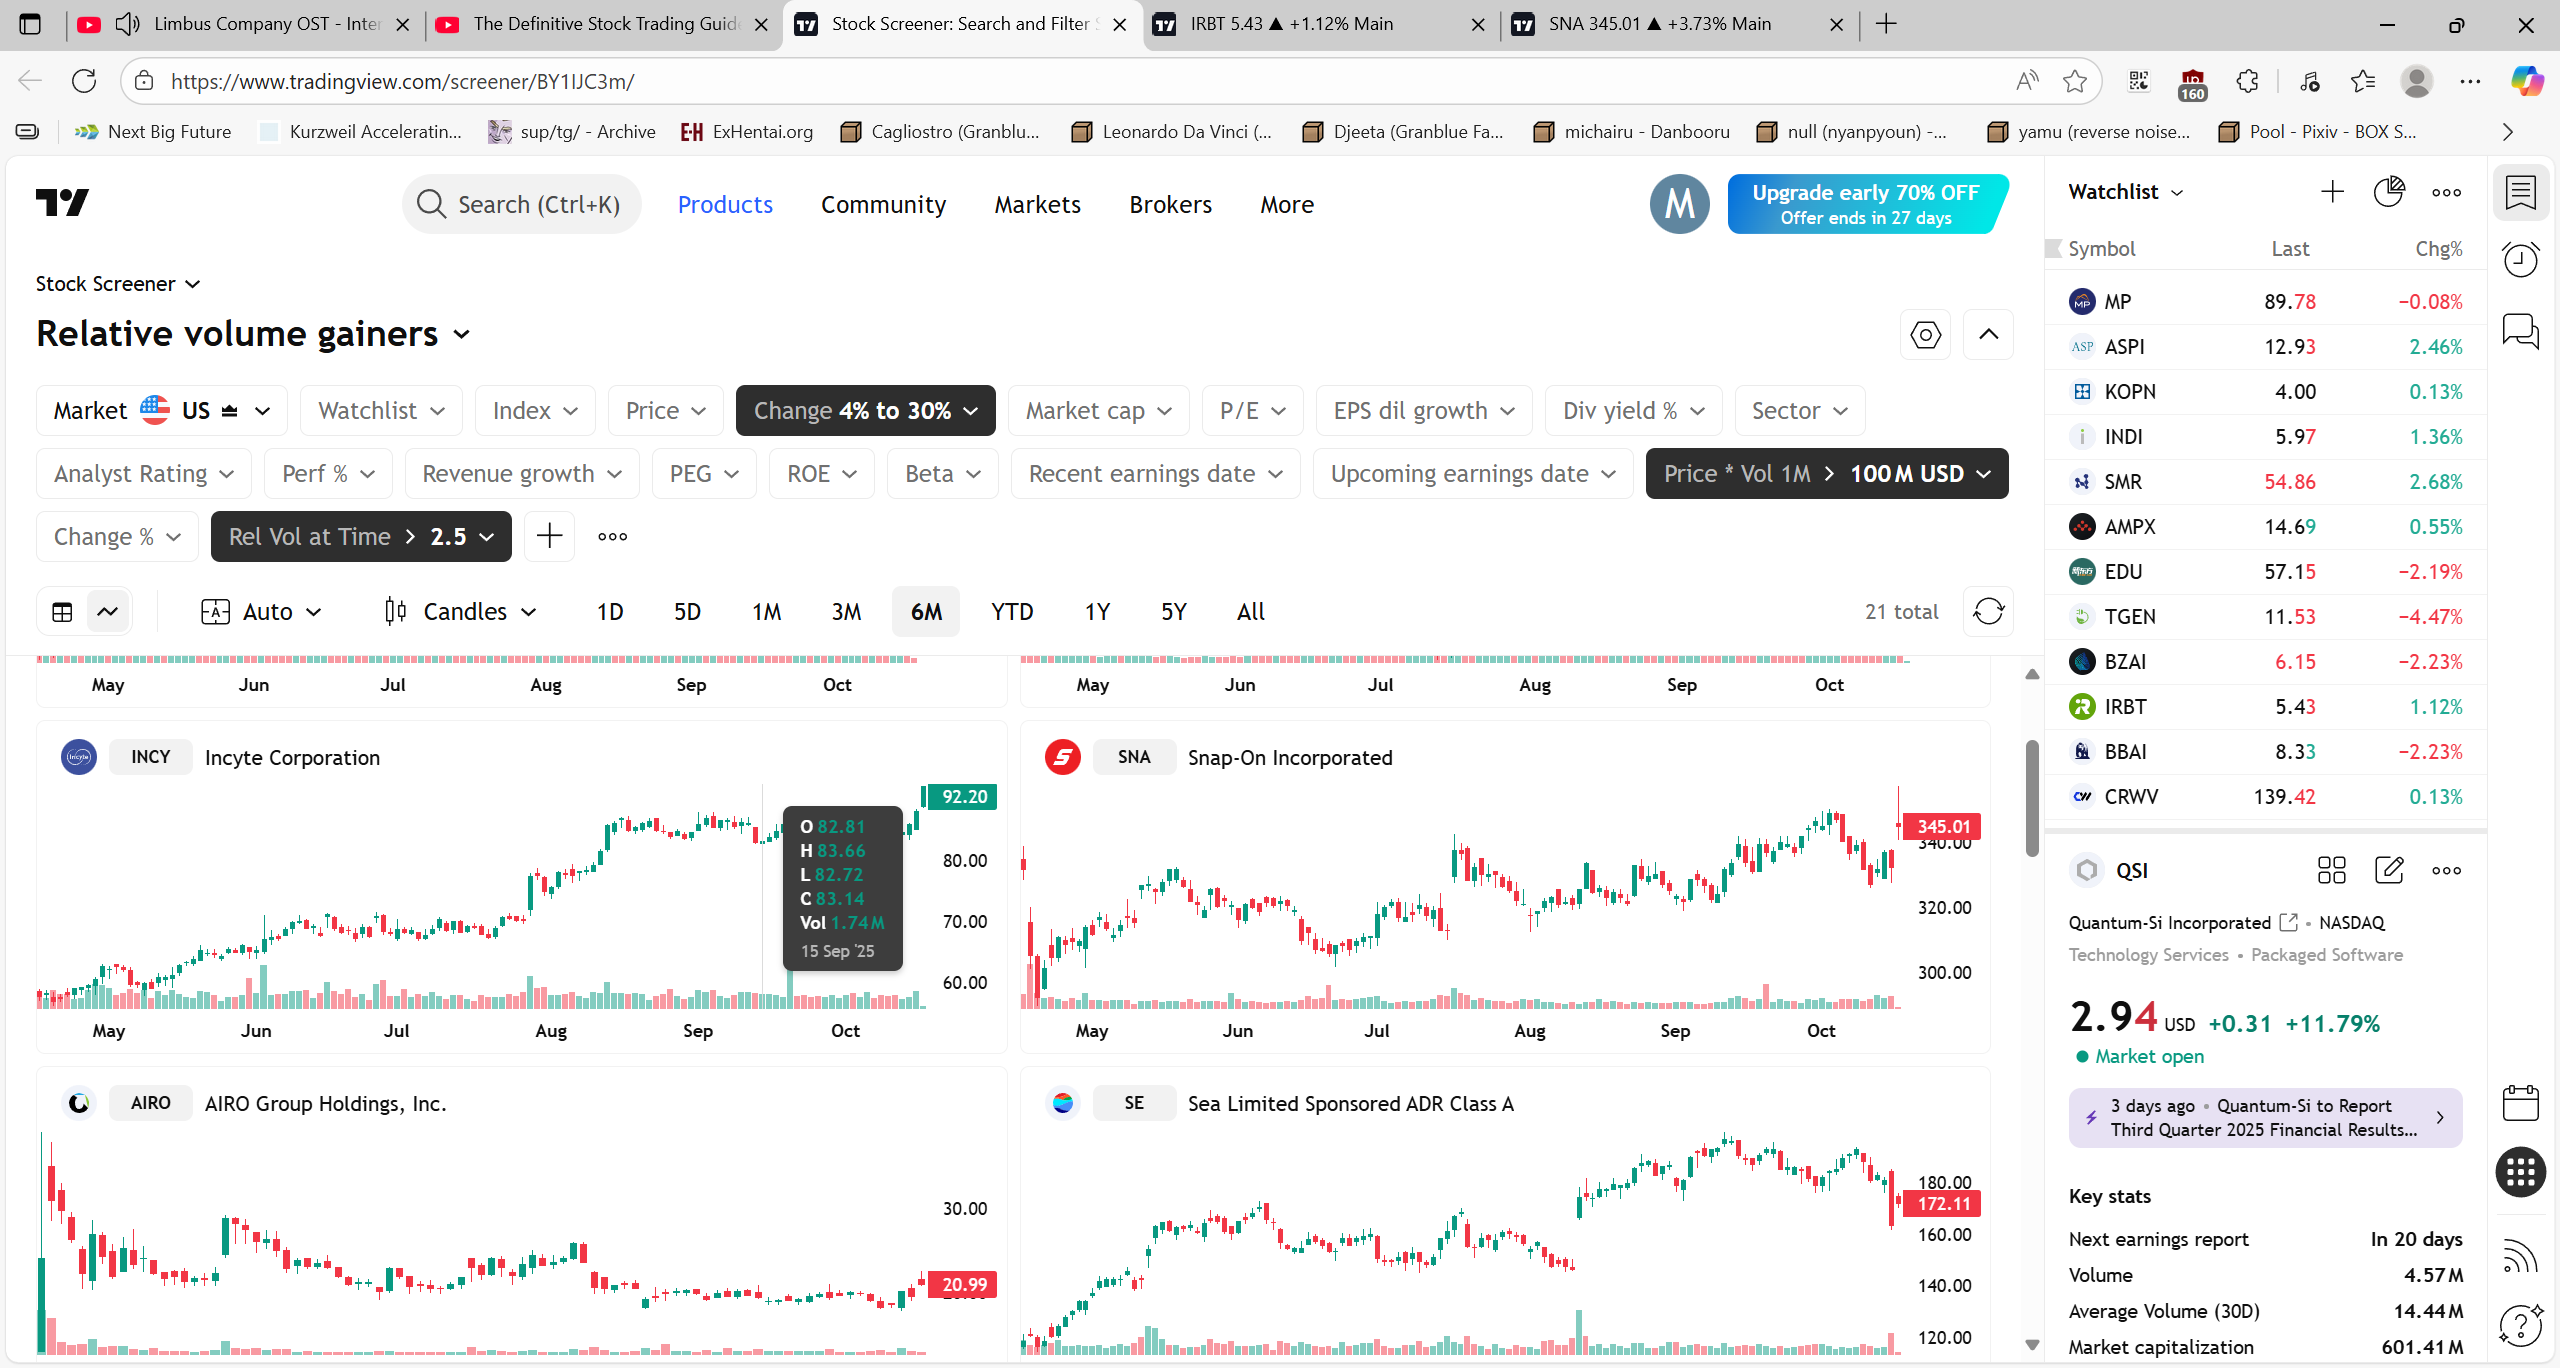 Limbus Company OST - Inter
The Definitive Stock Trading Guide
Stock Screener: Search and Filter S
IRBT 5.43 ▲ +1.12% Main
SNA 345.01 ▲ +3.73% Main
https://www.tradingview.com/screener/BY1IJC3m/
160
Next Big Future
Kurzweil Acceleratin...
sup/tg/ - Archive
E-H ExHentai.org
Cagliostro (Granblu...
Leonardo Da Vinci (...
Djeeta (Granblue Fa...
michairu - Danbooru
null (nyanpyoun) -...
yamu (reverse noise...
Pool - Pixiv - BOX S...
Search (Ctrl+K)
Products
Community
Markets
Brokers
More
M
Upgrade early 70% OFF
Offer ends in 27 days
Stock Screener
Relative volume gainers
Market US
Watchlist
Index
Price
Change 4% to 30%
Market cap
P/E
EPS dil growth
Div yield %
Sector
Analyst Rating
Perf %
Revenue growth
PEG
ROE
Beta
Recent earnings date
Upcoming earnings date
Price * Vol 1M > 100 M USD
Change %
Rel Vol at Time > 2.5
Auto
Candles
1D 5D 1M 3M 6M YTD 1Y 5Y All
21 total
May Jun Jul Aug Sep Oct
May Jun Jul Aug Sep Oct
INCY Incyte Corporation
92.20
80.00
70.00
60.00
O 82.81
H 83.66
L 82.72
C 83.14
Vol 1.74 M
15 Sep '25
May Jun Jul Aug Sep Oct
SNA Snap-On Incorporated
345.01
340.00
320.00
300.00
May Jun Jul Aug Sep Oct
AIRO AIRO Group Holdings, Inc.
30.00
20.99
SE Sea Limited Sponsored ADR Class A
180.00
172.11
160.00
140.00
120.00
Watchlist
Symbol Last Chg%
MP 89.78 −0.08%
ASP ASPI 12.93 2.46%
KOPN 4.00 0.13%
INDI 5.97 1.36%
SMR 54.86 2.68%
AMPX 14.69 0.55%
EDU 57.15 −2.19%
TGEN 11.53 −4.47%
BZAI 6.15 −2.23%
IRBT 5.43 1.12%
BBAI 8.33 −2.23%
CRWV 139.42 0.13%
QSI
Quantum-Si Incorporated • NASDAQ
Technology Services • Packaged Software
2.94 USD +0.31 +11.79%
Market open
3 days ago • Quantum-Si to Report
Third Quarter 2025 Financial Results...
Key stats
Next earnings report In 20 days
Volume 4.57 M
Average Volume (30D) 14.44 M
Market capitalization 601.41 M